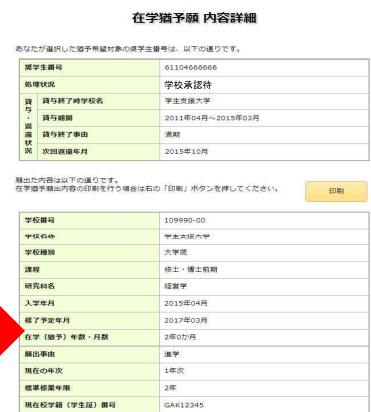 在学猶予願 内容詳細
あなたが選択した猶予希望対象の奨学生番号は、以下の通りです。
奨学生番号 61104666666
処理状況 学校承認待
貸与・返還状況
貸与終了時学校名 学生支援大学
貸与期間 2011年04月～2015年03月
貸与終了事由 満期
次回返還年月 2015年10月
願出た内容は以下の通りです。
在学猶予願出内容の印刷を行う場合は右の「印刷」ボタンを押してください。
印刷
学校番号 109990-00
学校名称 学生支援大学
学校種別 大学院
課程 修士・博士前期
研究科名 経営学
入学年月 2015年04月
修了予定年月 2017年03月
在学（猶予）年数・月数 2年0か月
願出事由 進学
現在の年次 1年次
標準修業年限 2年
現在校学籍（学生証）番号 GAK12345